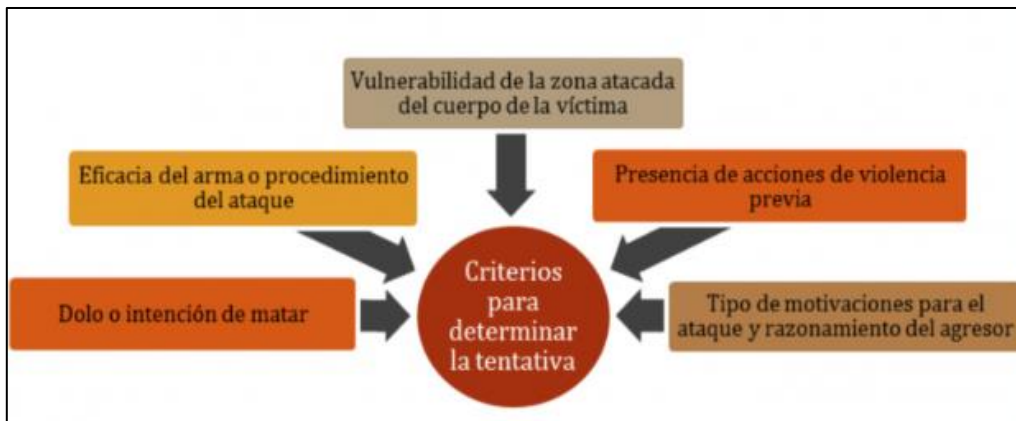 Vulnerabilidad de la zona atacada
del cuerpo de la víctima
Eficacia del arma o procedimiento
del ataque
Presencia de acciones de violencia
previa
Dolo o intención de matar
Criterios
para
determinar
la tentativa
Tipo de motivaciones para el
ataque y razonamiento del agresor